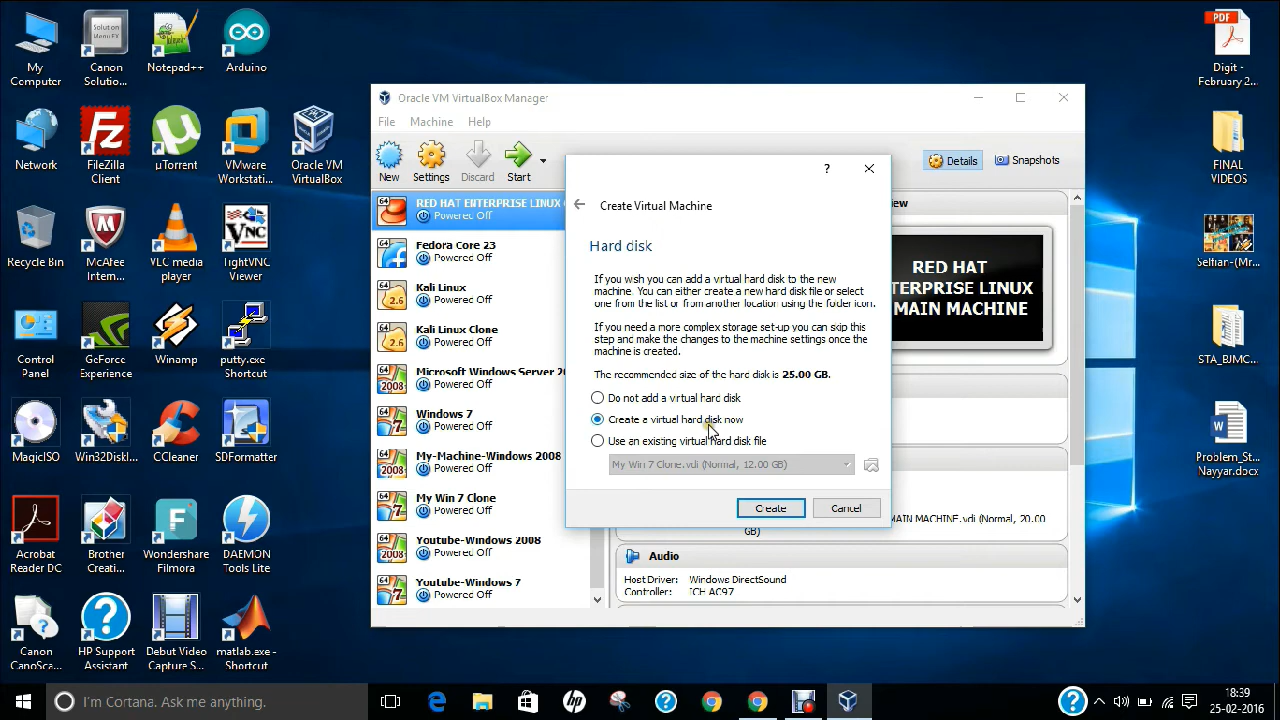 My
Computer
Canon
Solutio...
Notepad++
Arduino
Network
FileZilla
Client
µTorrent
VMware
Workstati...
Oracle VM
VirtualBox
Recycle Bin
McAfee
Intern...
VLC media
player
TightVNC
Viewer
Control
Panel
GeForce
Experience
Winamp
putty.exe -
Shortcut
MagicISO
Win32DiskI...
CCleaner
SDFormatter
Acrobat
Reader DC
Brother
Creati...
Wondershare
Filmora
DAEMON
Tools Lite
Canon
CanoSca...
HP Support
Assistant
Debut Video
Capture S...
matlab.exe -
Shortcut
Oracle VM VirtualBox Manager
File Machine Help
New Settings Discard Start
Details Snapshots
RED HAT ENTERPRISE LINUX
Powered Off
Fedora Core 23
Powered Off
Kali Linux
Powered Off
Kali Linux Clone
Powered Off
Microsoft Windows Server 20
Powered Off
Windows 7
Powered Off
My-Machine-Windows 2008
Powered Off
My Win 7 Clone
Powered Off
Youtube-Windows 2008
Powered Off
Youtube-Windows 7
Powered Off
Create Virtual Machine
Hard disk
If you wish you can add a virtual hard disk to the new
machine. You can either create a new hard disk file or select
one from the list or from another location using the folder icon.
If you need a more complex storage set-up you can skip this
step and make the changes to the machine settings once the
machine is created.
The recommended size of the hard disk is 25.00 GB.
Do not add a virtual hard disk
Create a virtual hard disk now
Use an existing virtual hard disk file
My Win 7 Clone.vdi (Normal, 12.00 GB)
Create Cancel
RED HAT
TERPRISE LINUX
MAIN MACHINE
MAIN MACHINE.vdi (Normal, 20.00
GB)
Audio
Host Driver: Windows DirectSound
Controller: ICH AC97
PDF
Digit -
February 2...
FINAL
VIDEOS
Selfian-(Mr...
STA_BJMC...
Problem_St...
Nayyar.docx
I'm Cortana. Ask me anything.
18:39
25-02-2016